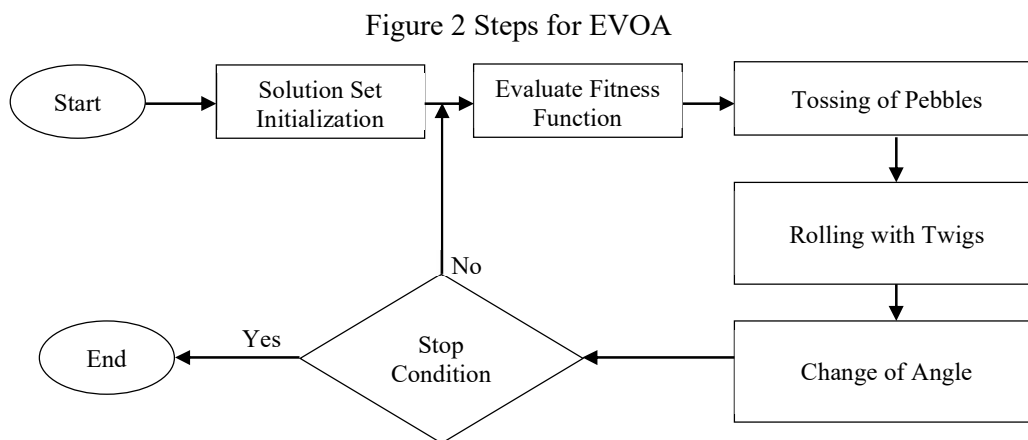 Figure 2 Steps for EVOA
Start
Solution Set
Initialization
Evaluate Fitness
Function
Tossing of Pebbles
Rolling with Twigs
Change of Angle
Stop
Condition
No
Yes
End